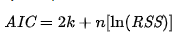 AIC = 2k + n[ln(RSS)]